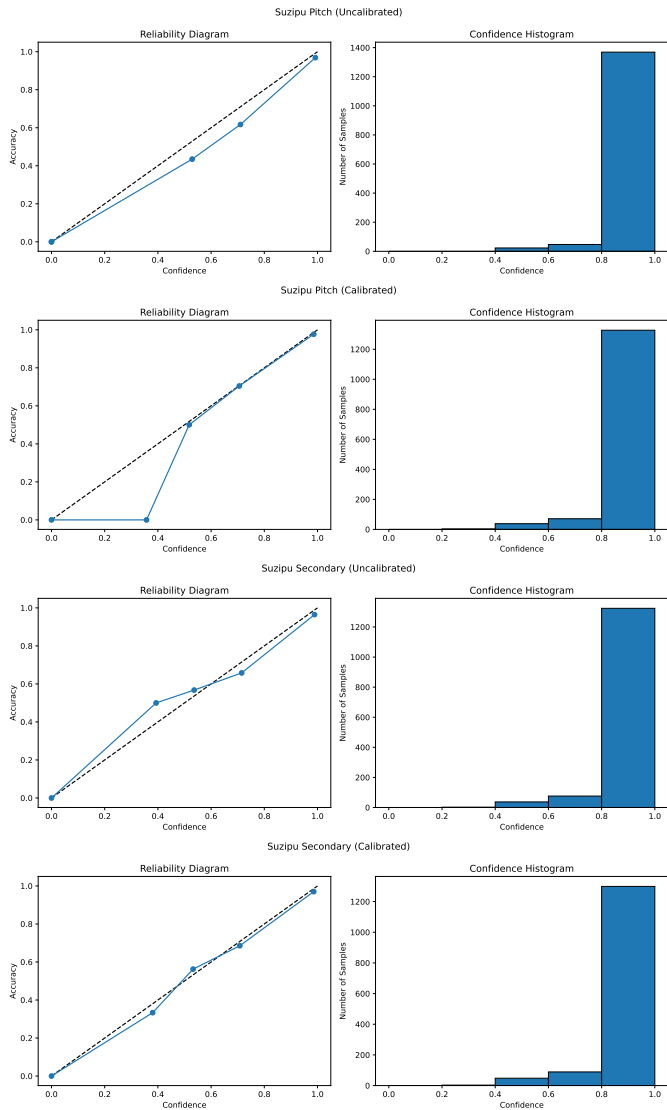 Suzipu Pitch (Uncalibrated)
Reliability Diagram
1.0
0.8
0.6
0.4
0.2
0.0
Accuracy
0.0 0.2 0.4 0.6 0.8 1.0
Confidence
Confidence Histogram
1400
1200
1000
800
600
400
200
0
Number of Samples
0.0 0.2 0.4 0.6 0.8 1.0
Confidence
Suzipu Pitch (Calibrated)
Reliability Diagram
1.0
0.8
0.6
0.4
0.2
0.0
Accuracy
0.0 0.2 0.4 0.6 0.8 1.0
Confidence
Confidence Histogram
1200
1000
800
600
400
200
0
Number of Samples
0.0 0.2 0.4 0.6 0.8 1.0
Confidence
Suzipu Secondary (Uncalibrated)
Reliability Diagram
1.0
0.8
0.6
0.4
0.2
0.0
Accuracy
0.0 0.2 0.4 0.6 0.8 1.0
Confidence
Confidence Histogram
1200
1000
800
600
400
200
0
Number of Samples
0.0 0.2 0.4 0.6 0.8 1.0
Confidence
Suzipu Secondary (Calibrated)
Reliability Diagram
1.0
0.8
0.6
0.4
0.2
0.0
Accuracy
0.0 0.2 0.4 0.6 0.8 1.0
Confidence
Confidence Histogram
1200
1000
800
600
400
200
0
Number of Samples
0.0 0.2 0.4 0.6 0.8 1.0
Confidence